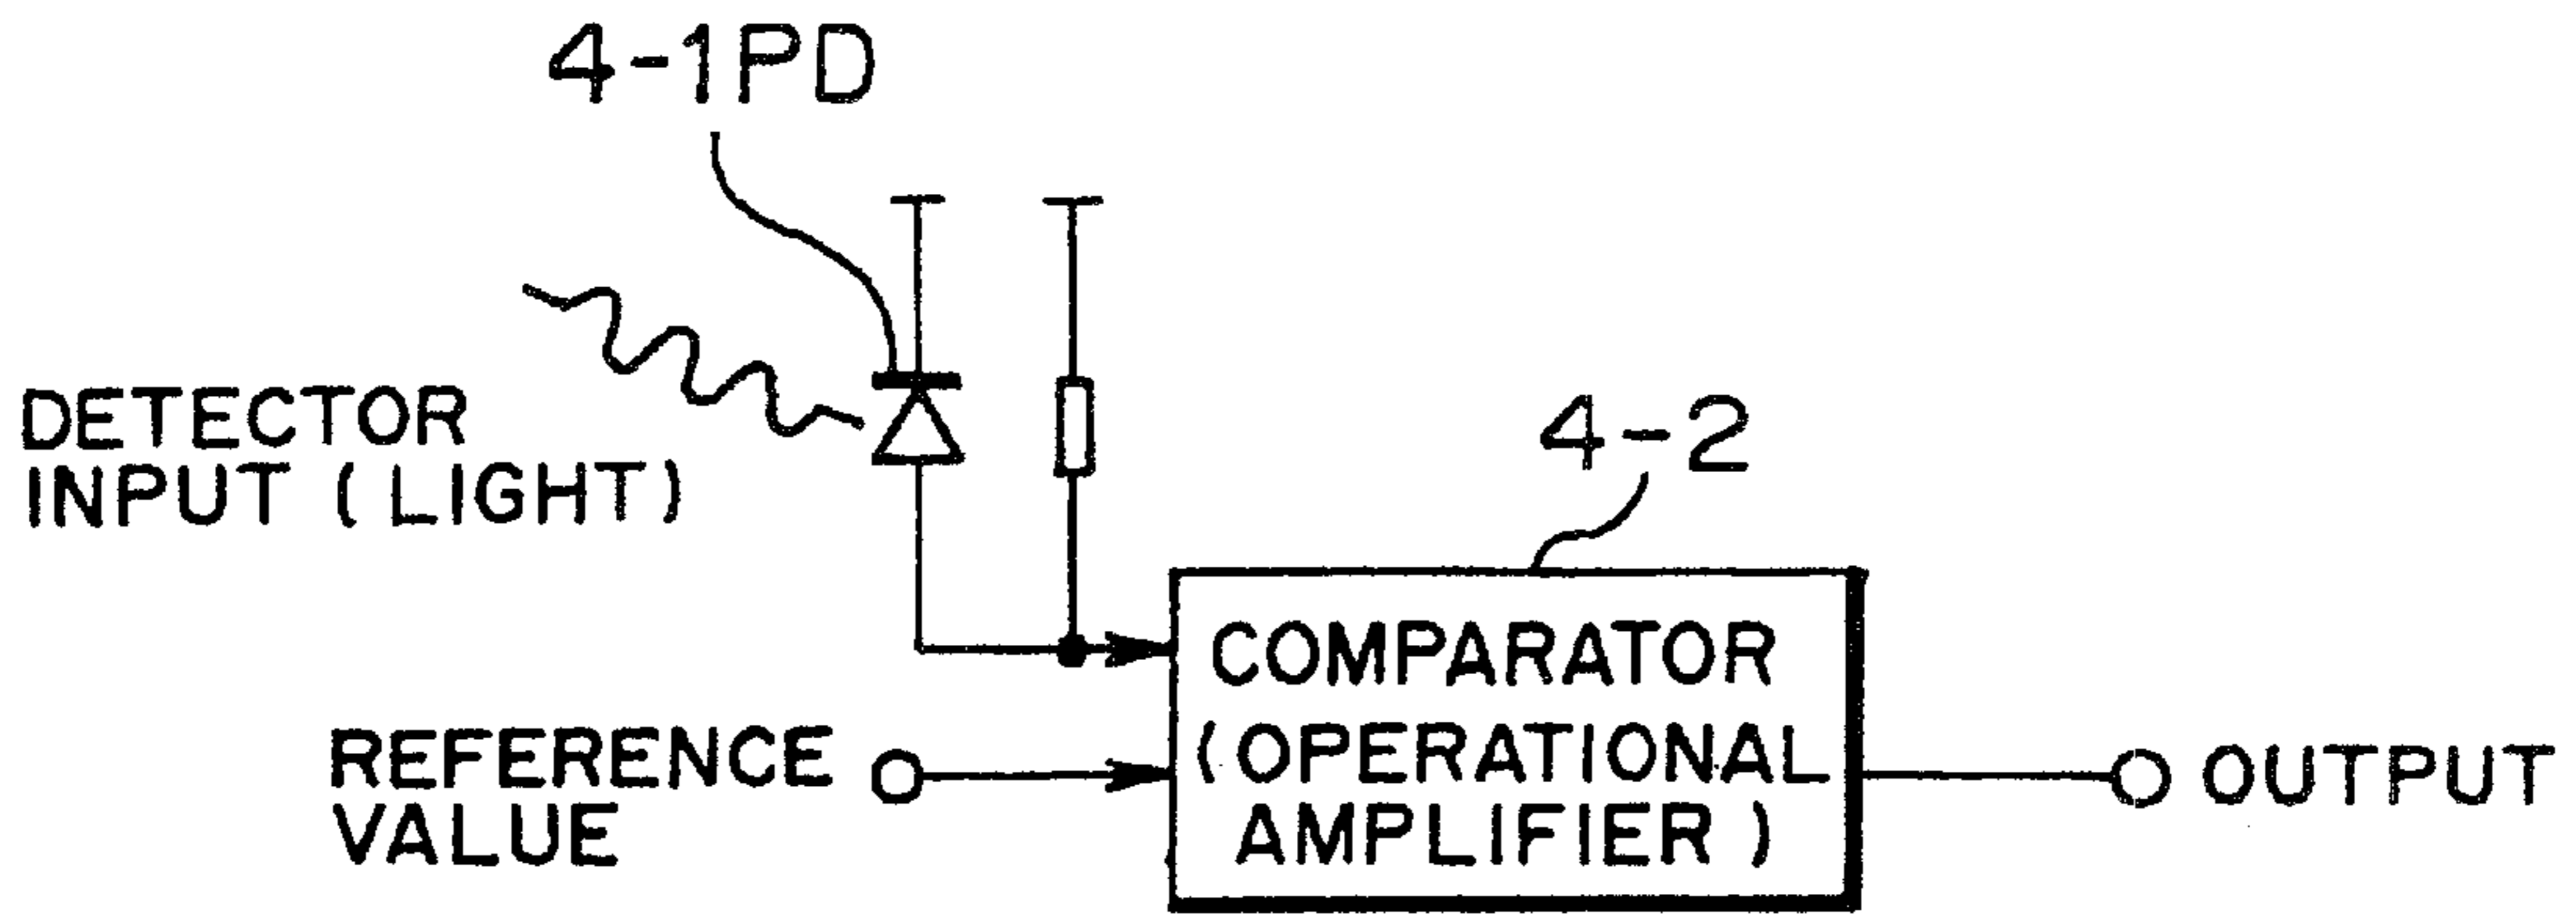 4-1PD
DETECTOR
INPUT (LIGHT)
4-2
COMPARATOR
(OPERATIONAL
AMPLIFIER)
REFERENCE
VALUE
OUTPUT